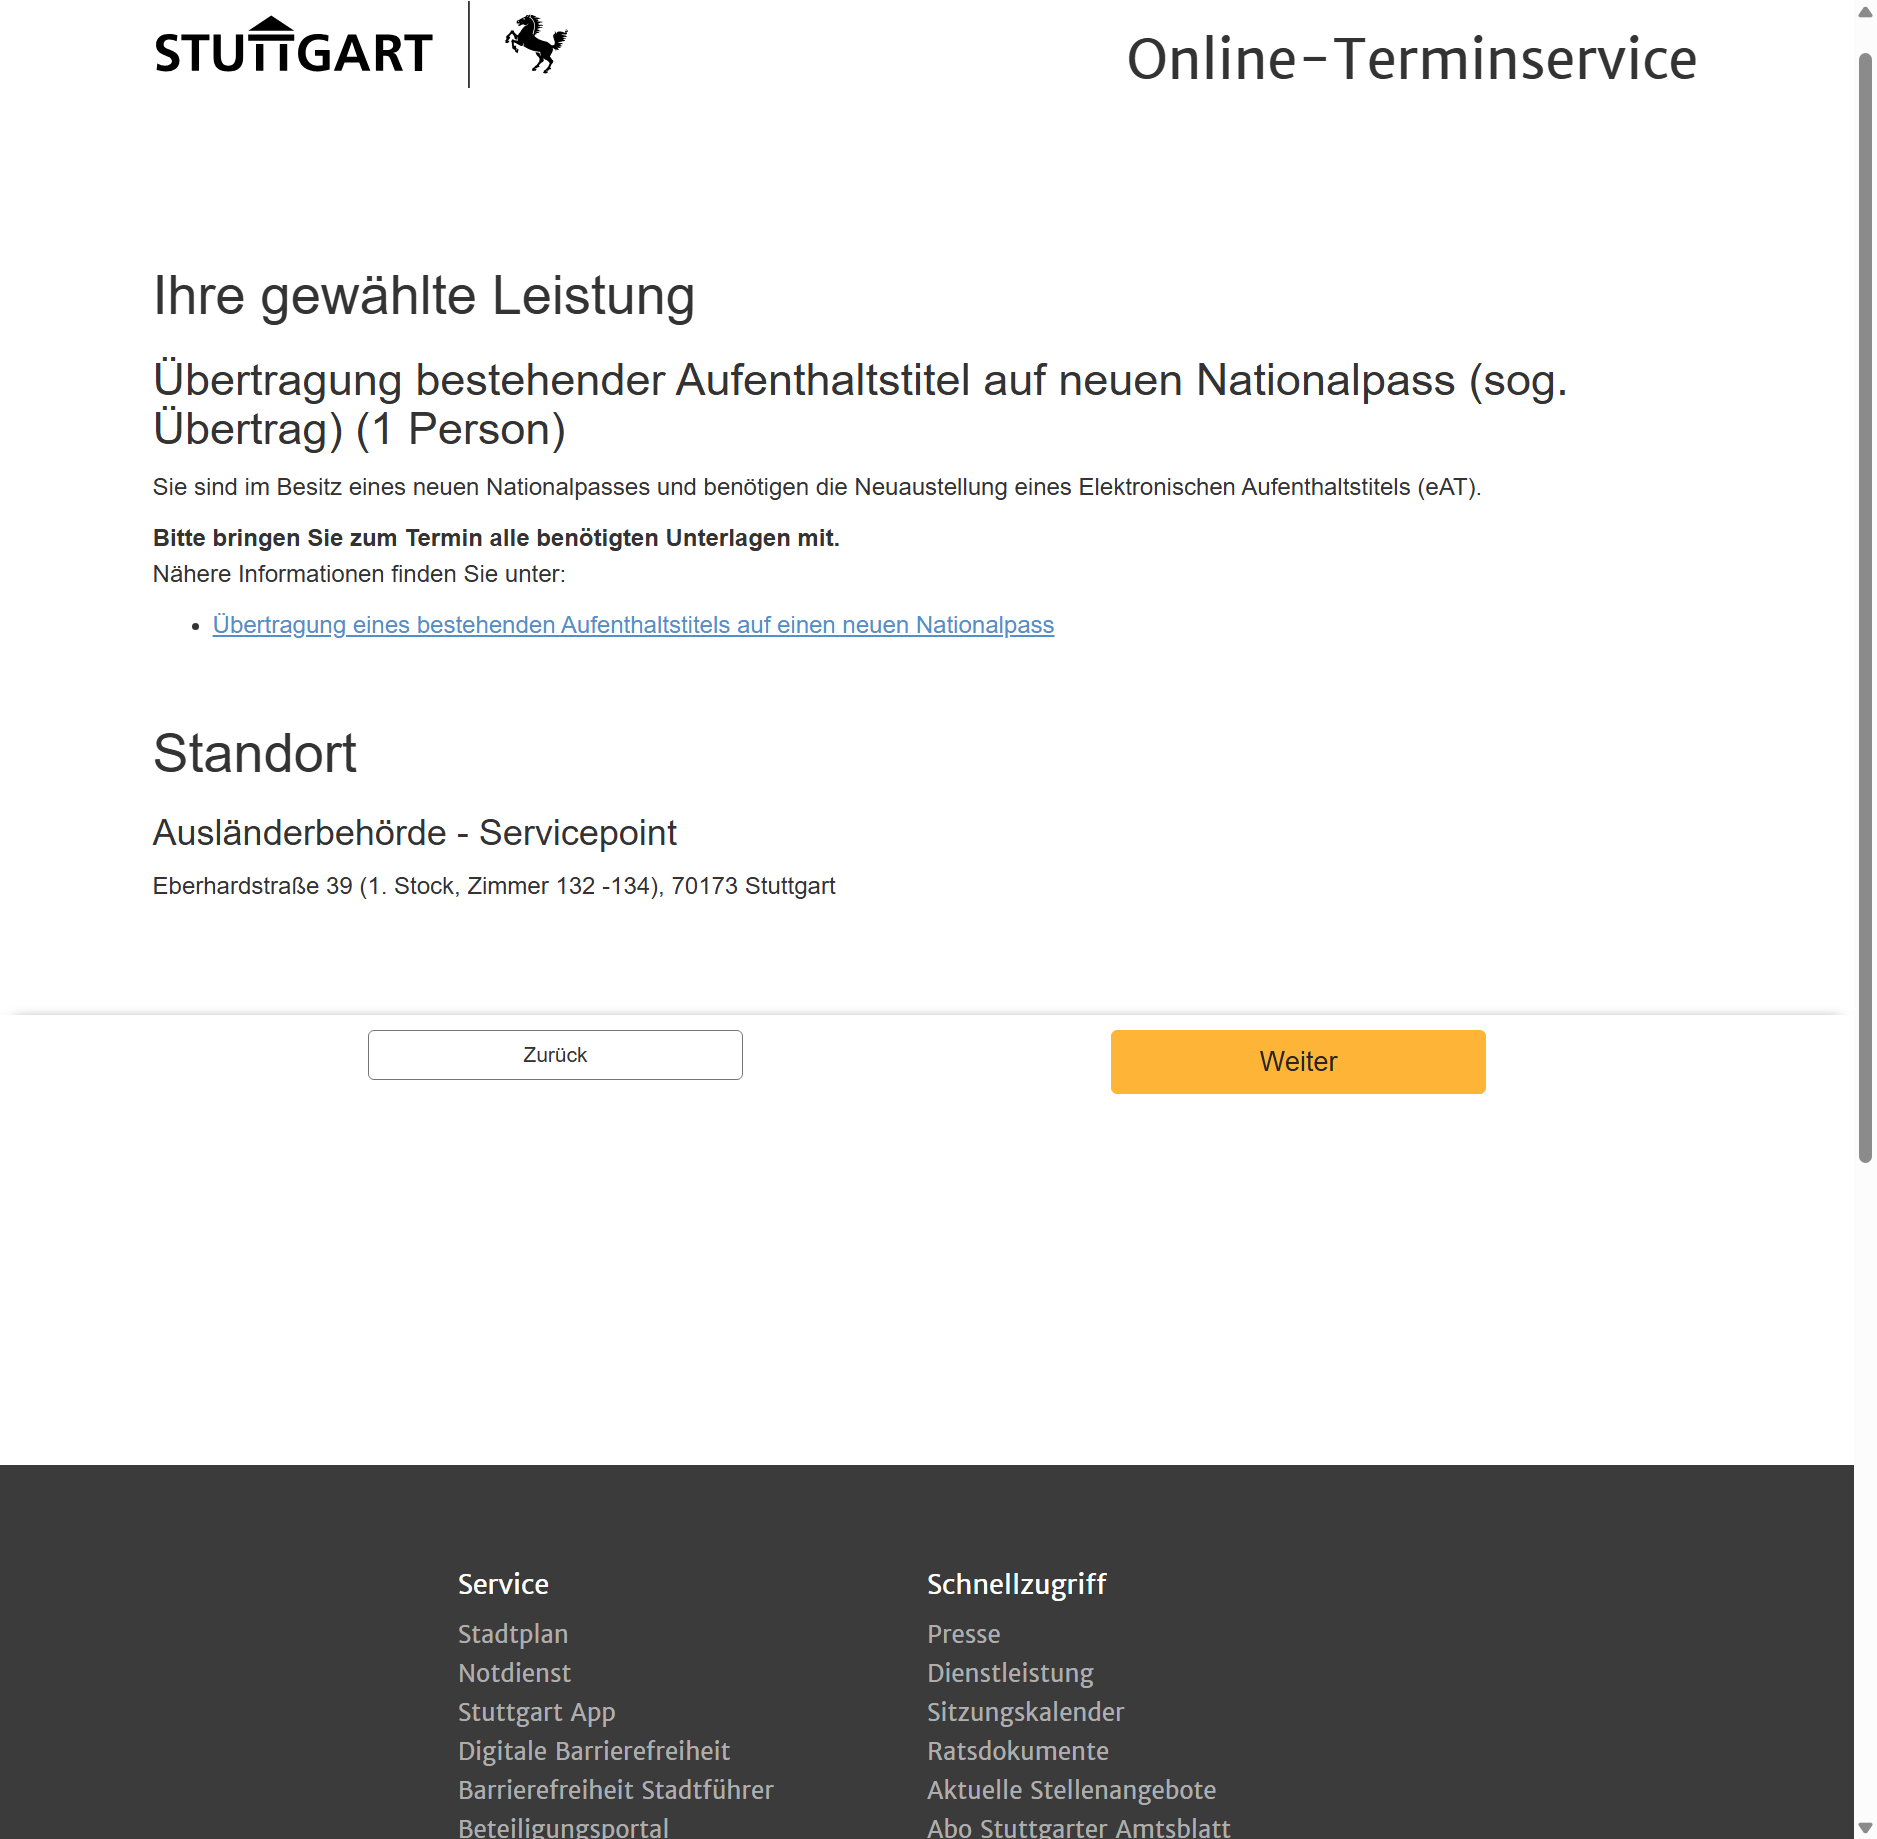 STUTTGART
Online-Terminservice
Ihre gewählte Leistung
Übertragung bestehender Aufenthaltstitel auf neuen Nationalpass (sog.
Übertrag) (1 Person)
Sie sind im Besitz eines neuen Nationalpasses und benötigen die Neuaustellung eines Elektronischen Aufenthaltstitels (eAT).
Bitte bringen Sie zum Termin alle benötigten Unterlagen mit.
Nähere Informationen finden Sie unter:
• Übertragung eines bestehenden Aufenthaltstitels auf einen neuen Nationalpass
Standort
Ausländerbehörde - Servicepoint
Eberhardstraße 39 (1. Stock, Zimmer 132 -134), 70173 Stuttgart
Zurück
Weiter
Service
Stadtplan
Notdienst
Stuttgart App
Digitale Barrierefreiheit
Barrierefreiheit Stadtführer
Beteiligungsportal
Schnellzugriff
Presse
Dienstleistung
Sitzungskalender
Ratsdokumente
Aktuelle Stellenangebote
Abo Stuttgarter Amtsblatt